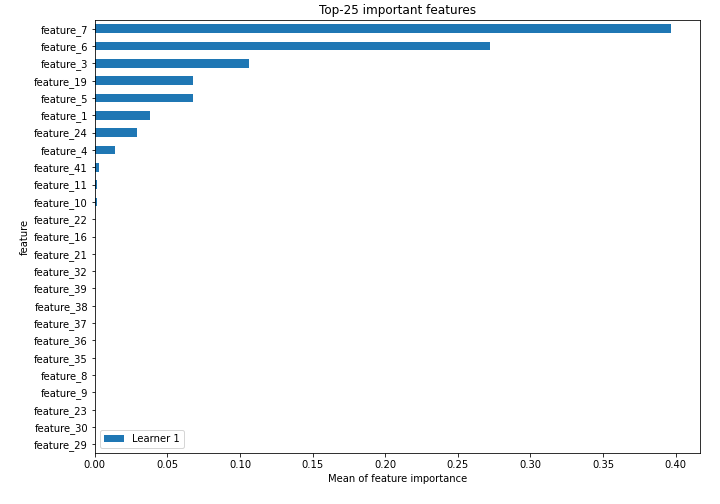 Top-25 important features
feature_7
feature_6
feature_3
feature_19
feature_5
feature_1
feature_24
feature_4
feature_41
feature_11
feature_10
feature_22
feature_16
feature_21
feature_32
feature_39
feature_38
feature_37
feature_36
feature_35
feature_8
feature_9
feature_23
feature_30
feature_29
feature
Learner 1
0.00 0.05 0.10 0.15 0.20 0.25 0.30 0.35 0.40
Mean of feature importance